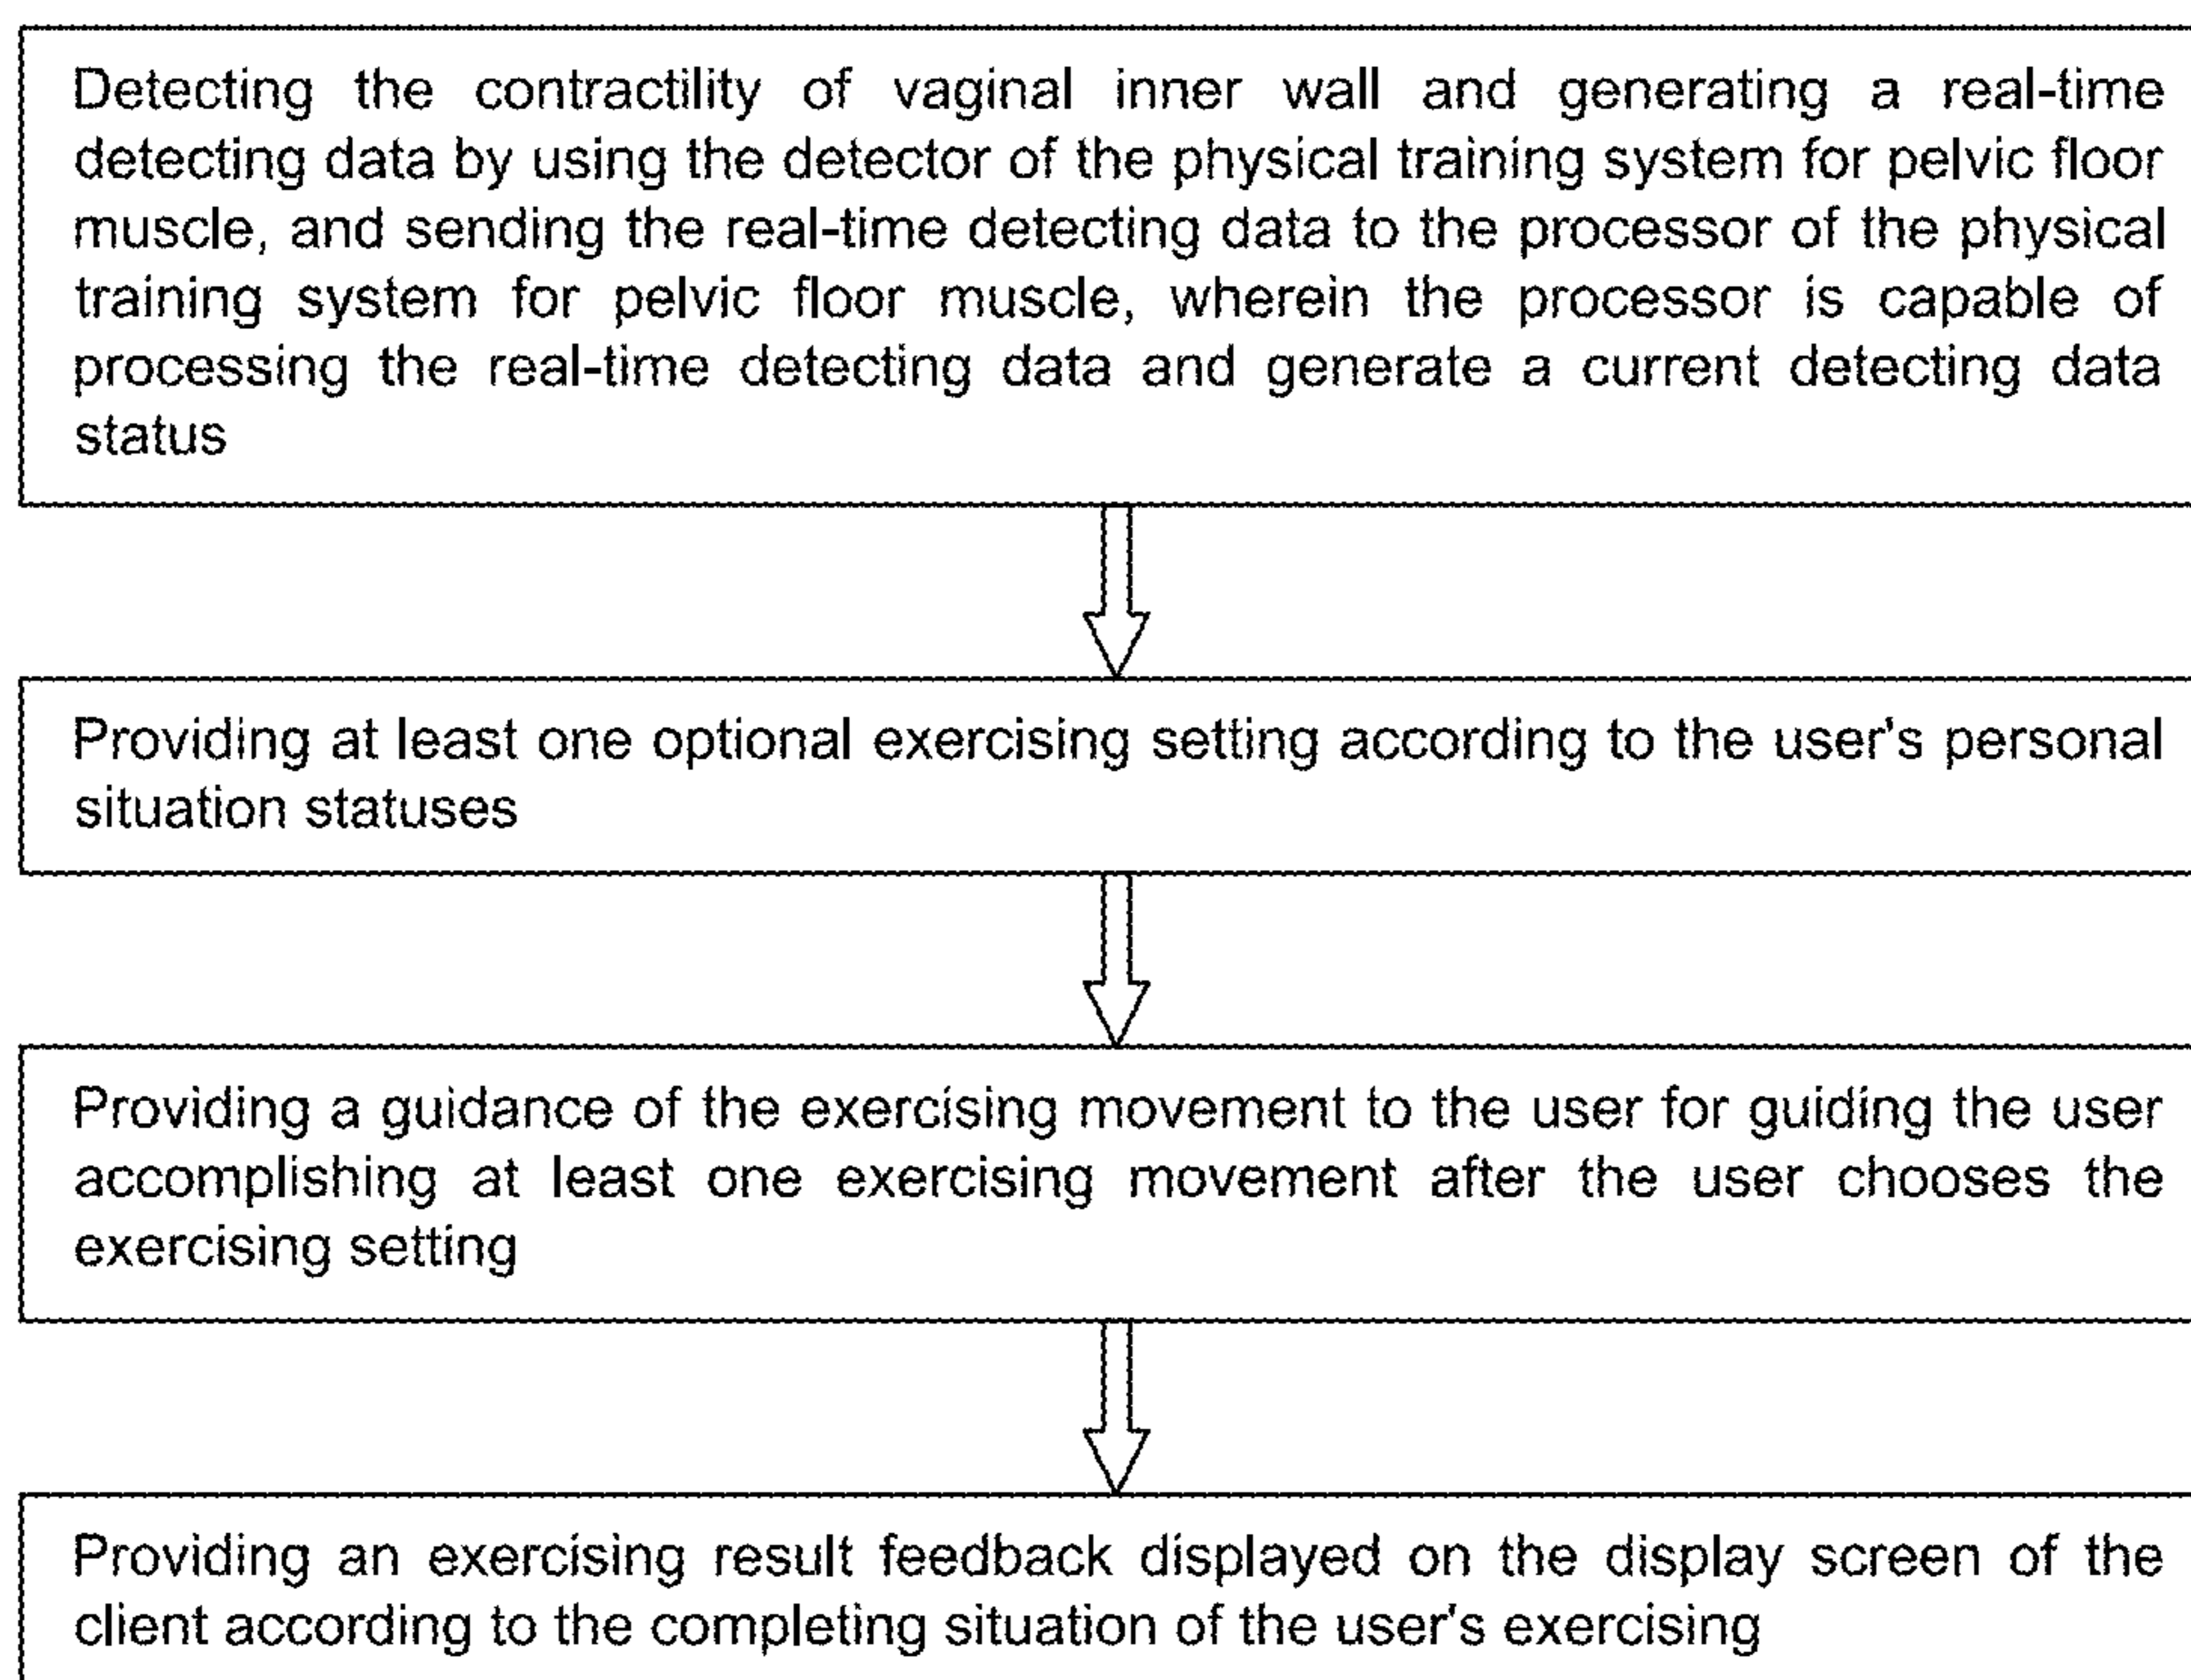 Detecting the contractility of vaginal inner wall and generating a real-time
detecting data by using the detector of the physical training system for pelvic floor
muscle, and sending the real-time detecting data to the processor of the physical
training system for pelvic floor muscle, wherein the processor is capable of
processing the real-time detecting data and generate a current detecting data
status
Providing at least one optional exercising setting according to the user's personal
situation statuses
Providing a guidance of the exercising movement to the user for guiding the user
accomplishing at least one exercising movement after the user chooses the
exercising setting
Providing an exercising result feedback displayed on the display screen of the
client according to the completing situation of the user's exercising